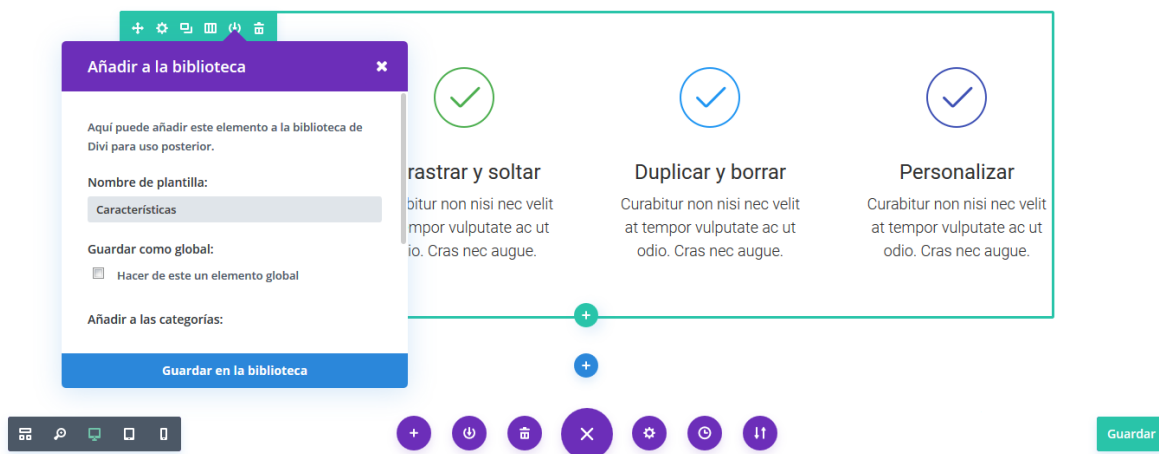 Añadir a la biblioteca
Aquí puede añadir este elemento a la biblioteca de
Divi para uso posterior.
Nombre de plantilla:
Características
Guardar como global:
Hacer de este un elemento global
Añadir a las categorías:
Guardar en la biblioteca
rastrar y soltar
bitur non nisi nec velit
mpor vulputate ac ut
io. Cras nec augue.
Duplicar y borrar
Curabitur non nisi nec velit
at tempor vulputate ac ut
odio. Cras nec augue.
Personalizar
Curabitur non nisi nec velit
at tempor vulputate ac ut
odio. Cras nec augue.
Guardar